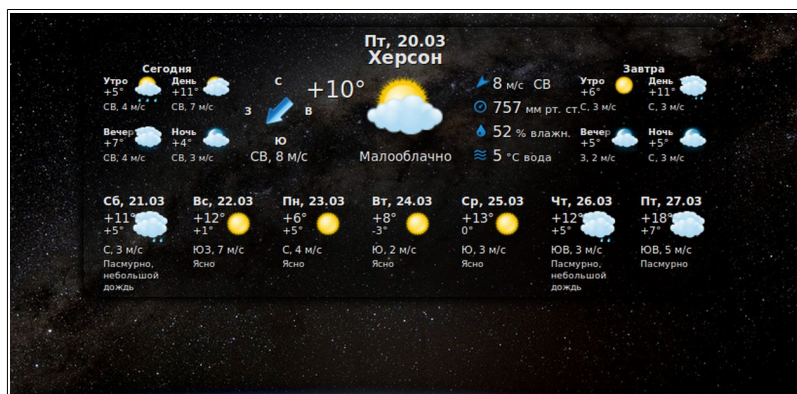 Пт, 20.03
Херсон
Сегодня
Утро
+5°
СВ, 4 м/с
День
+11°
СВ, 7 м/с
Вечер
+7°
СВ, 4 м/с
Ночь
+4°
СВ, 3 м/с
С
З
В
Ю
СВ, 8 м/с
+10°
Малооблачно
8 м/с СВ
757 мм рт. ст.
52 % влажн.
5 °C вода
Завтра
Утро
+6°
С, 3 м/с
День
+11°
С, 3 м/с
Вечер
+5°
З, 2 м/с
Ночь
+5°
С, 3 м/с
Сб, 21.03
+11°
+5°
С, 3 м/с
Пасмурно,
небольшой
дождь
Вс, 22.03
+12°
+1°
ЮЗ, 7 м/с
Ясно
Пн, 23.03
+6°
+5°
С, 4 м/с
Ясно
Вт, 24.03
+8°
-3°
Ю, 2 м/с
Ясно
Ср, 25.03
+13°
0°
Ю, 3 м/с
Ясно
Чт, 26.03
+12°
+5°
ЮВ, 3 м/с
Пасмурно,
небольшой
дождь
Пт, 27.03
+18°
+7°
ЮВ, 5 м/с
Пасмурно